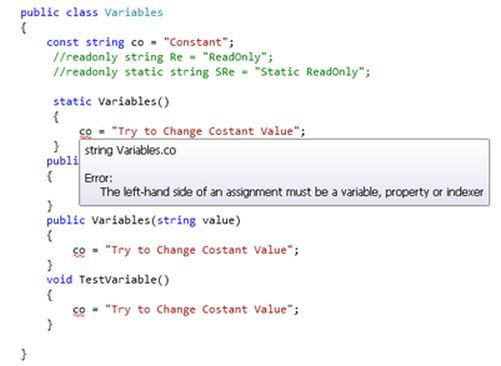 public class Variables
{
const string co = "Constant";
//readonly string Re = "ReadOnly";
//readonly static string SRe = "Static ReadOnly";
static Variables()
{
co = "Try to Change Costant Value";
}
string Variables.co
publi
{
Error:
The left-hand side of an assignment must be a variable, property or indexer
}
public Variables(string value)
{
co = "Try to Change Costant Value";
}
void TestVariable()
{
co = "Try to Change Costant Value";
}
}